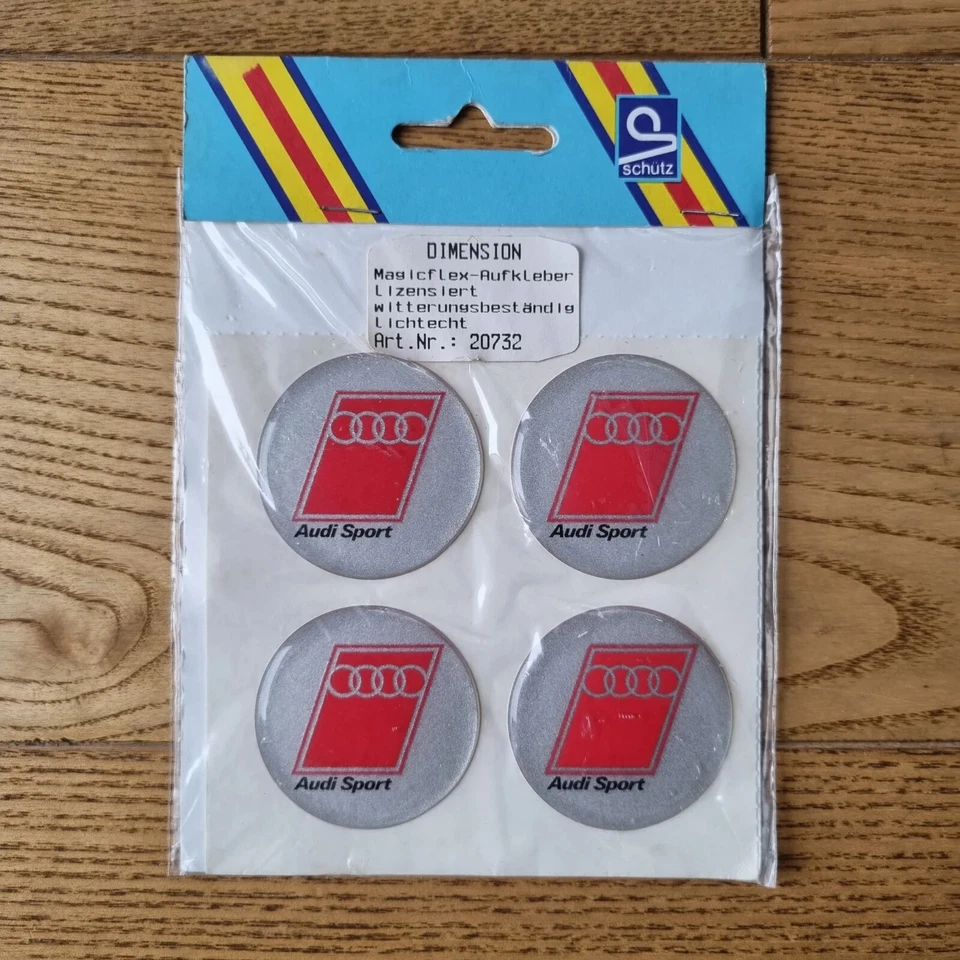 schütz
DIMENSION
Magicflex-Aufkleber
Lizensiert
witterungsbeständig
Lichtecht
Art.Nr.: 20732
Audi Sport
Audi Sport
Audi Sport
Audi Sport